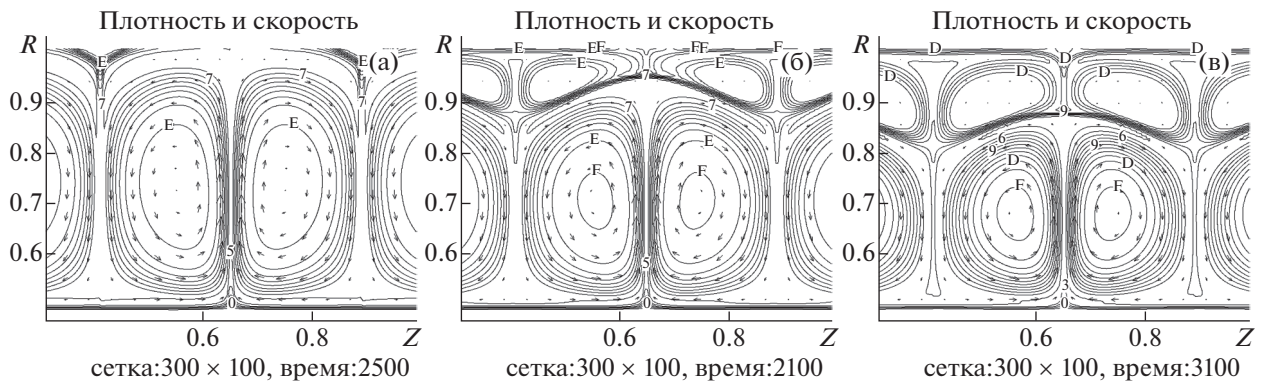 Плотность и скорость
R
(а)
E
E
7
7
7
7
E
E
5
0
0.9
0.8
0.7
0.6
0.6
0.8
Z
сетка:300 × 100, время:2500
Плотность и скорость
R
(б)
E
EF
FF
F
E
E
7
7
7
E
E
F
F
5
0
0.9
0.8
0.7
0.6
0.6
0.8
Z
сетка:300 × 100, время:2100
Плотность и скорость
R
(в)
D
D
D
D
D
D
9
6
6
9
9
D
D
F
F
3
0
0.9
0.8
0.7
0.6
0.6
0.8
Z
сетка:300 × 100, время:3100